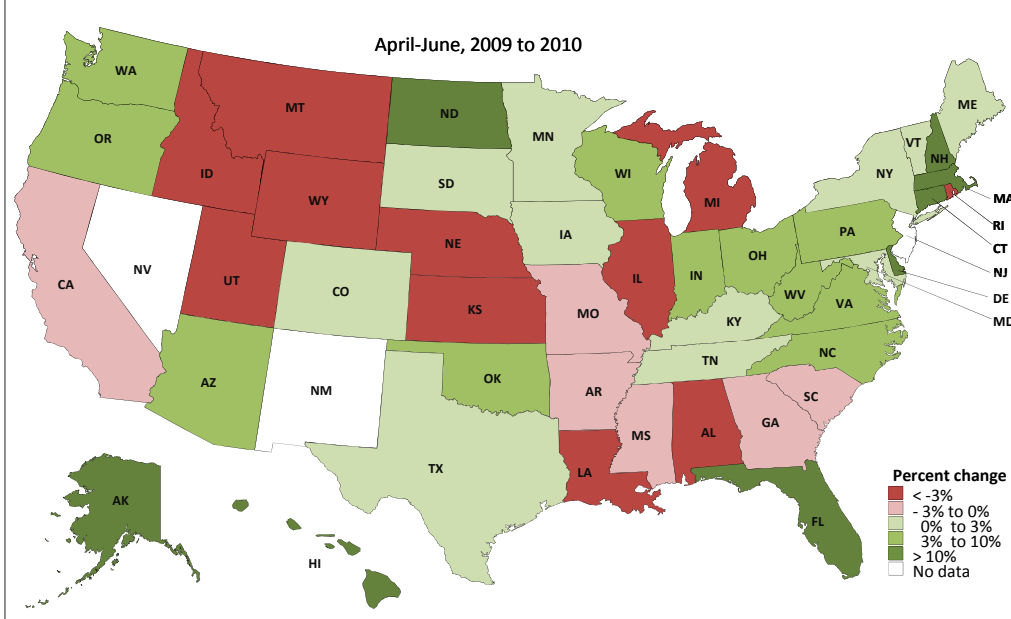 April-June, 2009 to 2010
WA
OR
MT
ID
WY
ND
SD
MN
WI
MI
ME
VT
NH
NY
MA
RI
CT
NJ
DE
MD
NV
CA
UT
CO
NE
KS
IA
IL
IN
OH
PA
WV
VA
KY
NC
TN
MO
AZ
NM
OK
AR
TX
LA
MS
AL
GA
SC
AK
HI
FL
Percent change
< -3%
- 3% to 0%
0% to 3%
3% to 10%
> 10%
No data